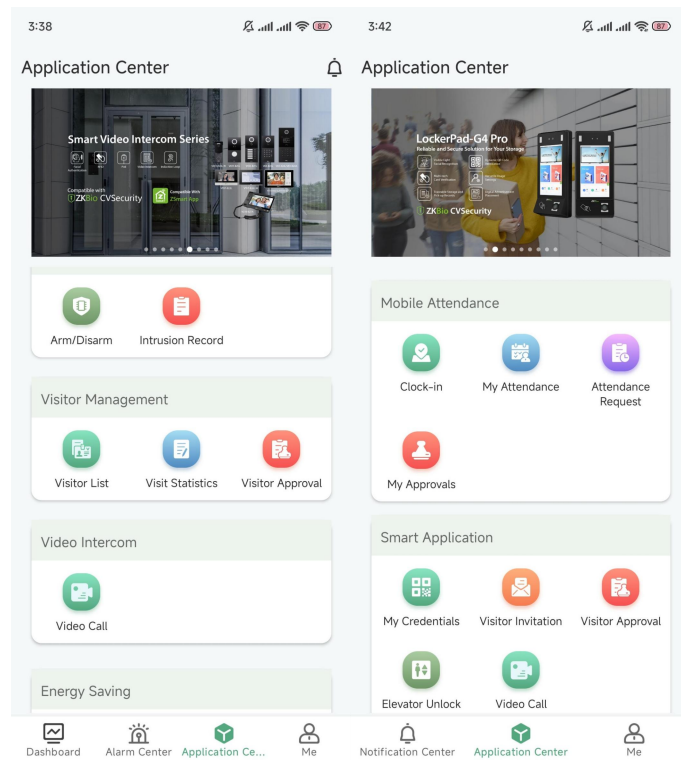 3:38
87
Application Center
Smart Video Intercom Series
Compatible with
ZKBio CVSecurity
Compatible With
ZSmart App
Arm/Disarm
Intrusion Record
Visitor Management
Visitor List
Visit Statistics
Visitor Approval
Video Intercom
Video Call
Energy Saving
Dashboard
Alarm Center
Application Ce...
Me
3:42
87
Application Center
LockerPad-G4 Pro
Reliable and Secure Solution for Your Storage
ZKBio CVSecurity
Mobile Attendance
Clock-in
My Attendance
Attendance
Request
My Approvals
Smart Application
My Credentials
Visitor Invitation
Visitor Approval
Elevator Unlock
Video Call
Notification Center
Application Center
Me